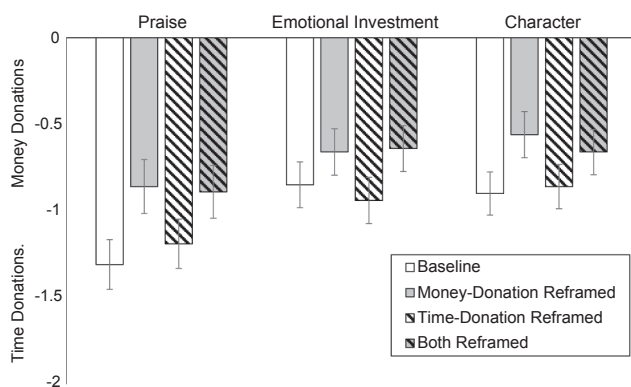 Praise
Emotional Investment
Character
0
-0.5
-1
-1.5
-2
Money Donations
Time Donations.
Baseline
Money-Donation Reframed
Time-Donation Reframed
Both Reframed